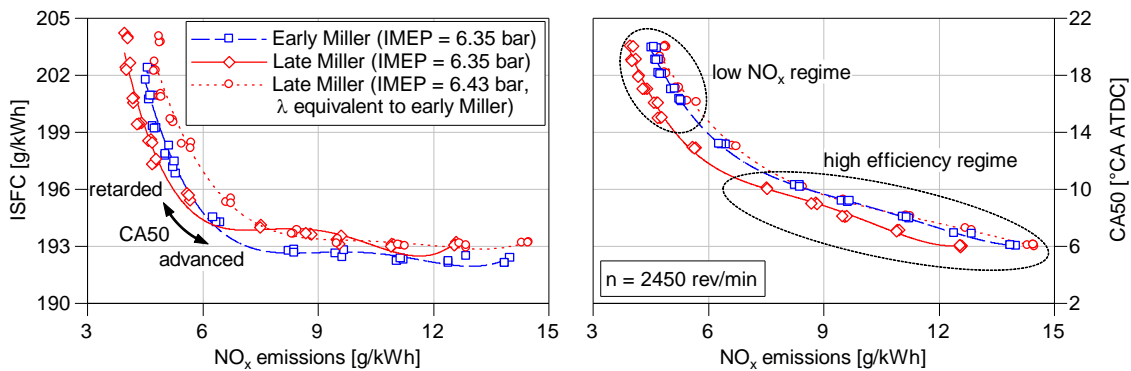 205
202
199
196
193
190
ISFC [g/kWh]
3
6
9
12
15
NOx emissions [g/kWh]
Early Miller (IMEP = 6.35 bar)
Late Miller (IMEP = 6.35 bar)
Late Miller (IMEP = 6.43 bar,
λ equivalent to early Miller)
retarded
CA50
advanced
low NOx regime
high efficiency regime
n = 2450 rev/min
3
6
9
12
15
NOx emissions [g/kWh]
22
18
14
10
6
2
CA50 [°CA ATDC]